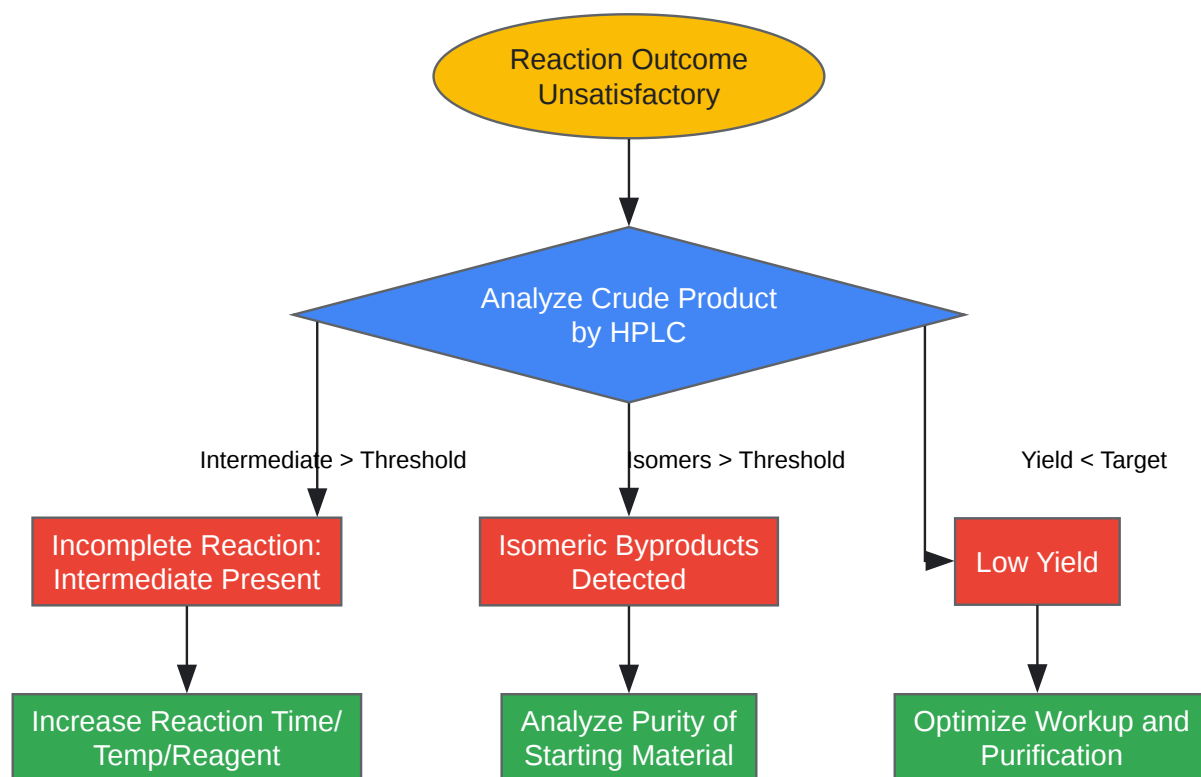 Reaction Outcome
Unsatisfactory
Analyze Crude Product
by HPLC
Intermediate > Threshold
Isomers > Threshold
Yield < Target
Incomplete Reaction:
Intermediate Present
Isomeric Byproducts
Detected
Low Yield
Increase Reaction Time/
Temp/Reagent
Analyze Purity of
Starting Material
Optimize Workup and
Purification